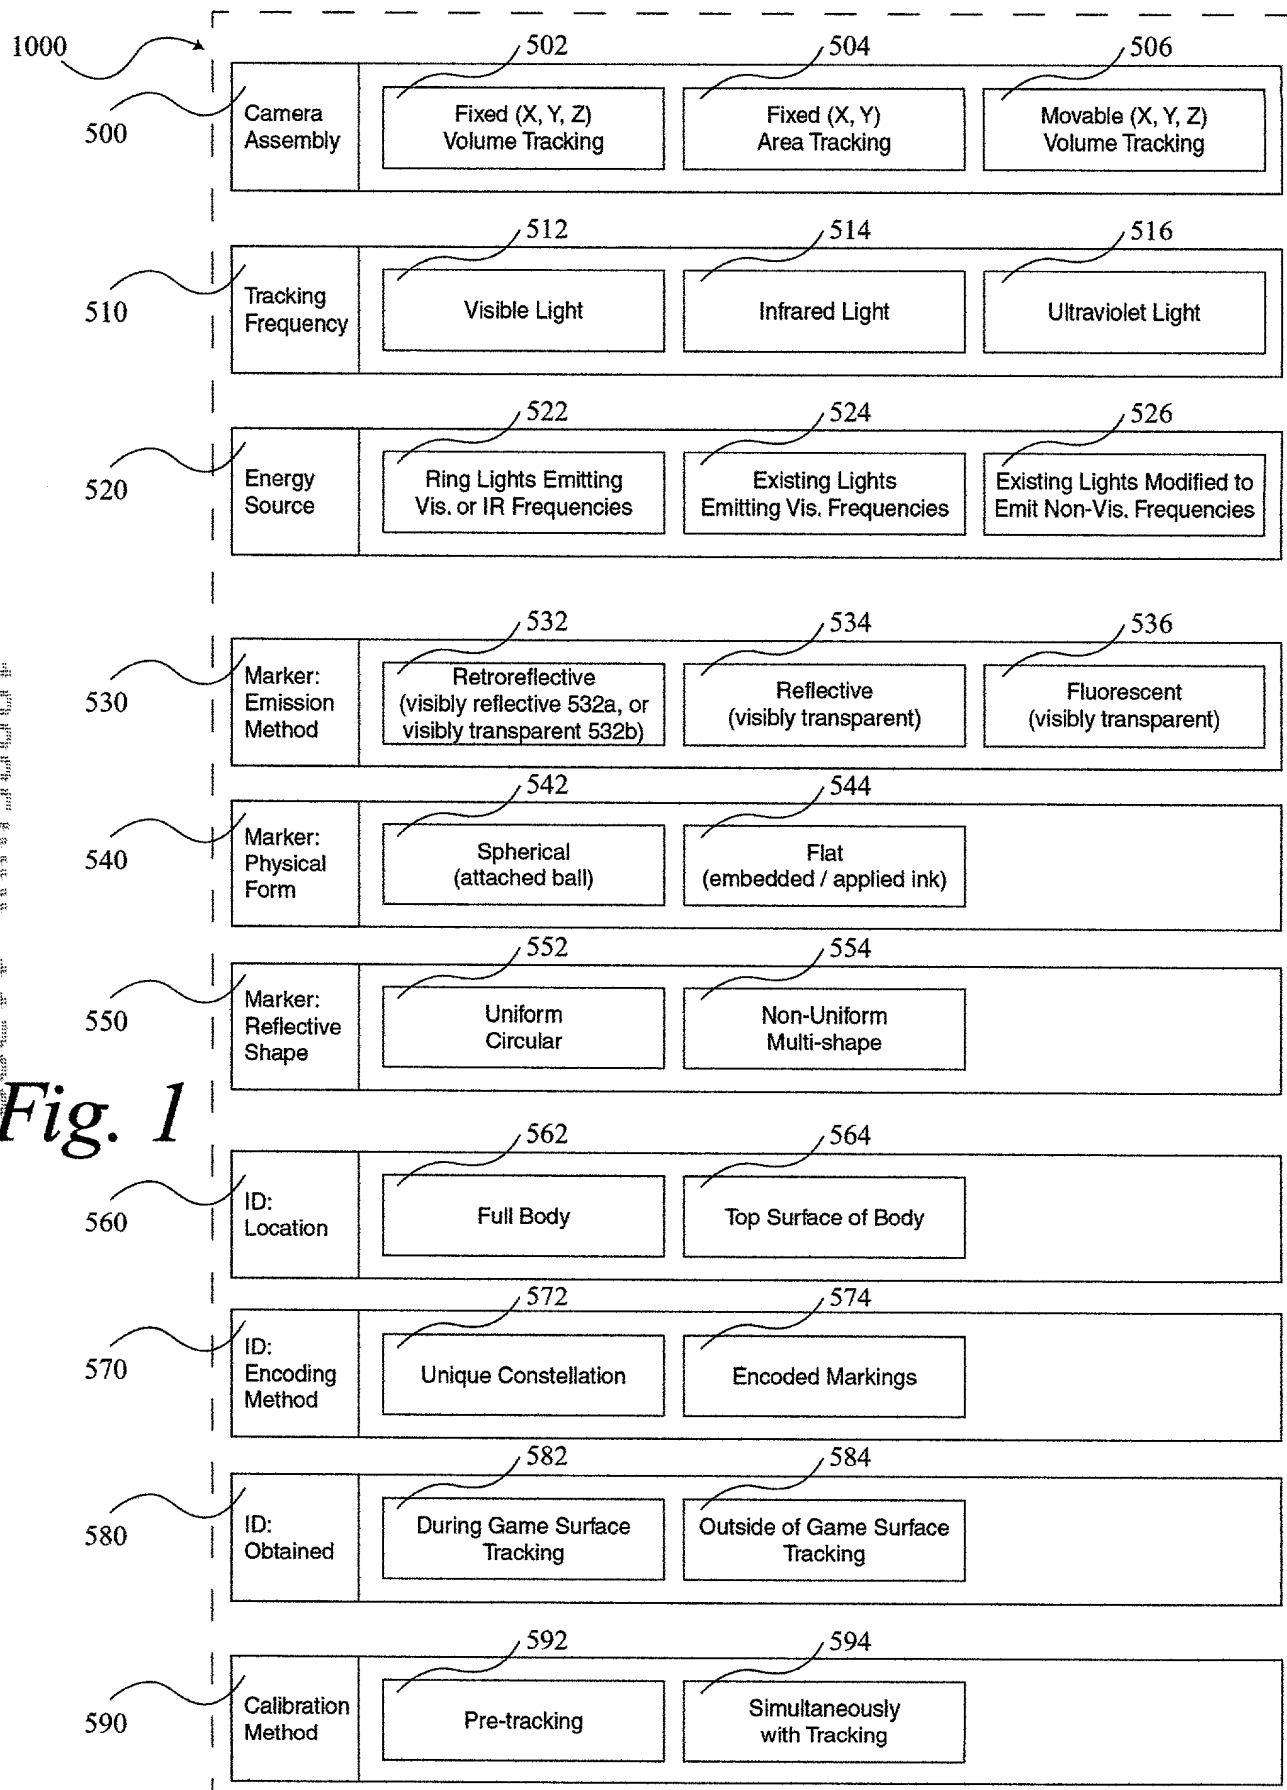 1000
502
504
506
500
Camera
Assembly
Fixed (X, Y, Z)
Volume Tracking
Fixed (X, Y)
Area Tracking
Movable (X, Y, Z)
Volume Tracking
512
514
516
510
Tracking
Frequency
Visible Light
Infrared Light
Ultraviolet Light
522
524
526
520
Energy
Source
Ring Lights Emitting
Vis. or IR Frequencies
Existing Lights
Emitting Vis. Frequencies
Existing Lights Modified to
Emit Non-Vis. Frequencies
532
534
536
530
Marker:
Emission
Method
Retroreflective
(visibly reflective 532a, or
visibly transparent 532b)
Reflective
(visibly transparent)
Fluorescent
(visibly transparent)
542
544
540
Marker:
Physical
Form
Spherical
(attached ball)
Flat
(embedded / applied ink)
552
554
550
Marker:
Reflective
Shape
Uniform
Circular
Non-Uniform
Multi-shape
Fig. 1
562
564
560
ID:
Location
Full Body
Top Surface of Body
572
574
570
ID:
Encoding
Method
Unique Constellation
Encoded Markings
582
584
580
ID:
Obtained
During Game Surface
Tracking
Outside of Game Surface
Tracking
592
594
590
Calibration
Method
Pre-tracking
Simultaneously
with Tracking